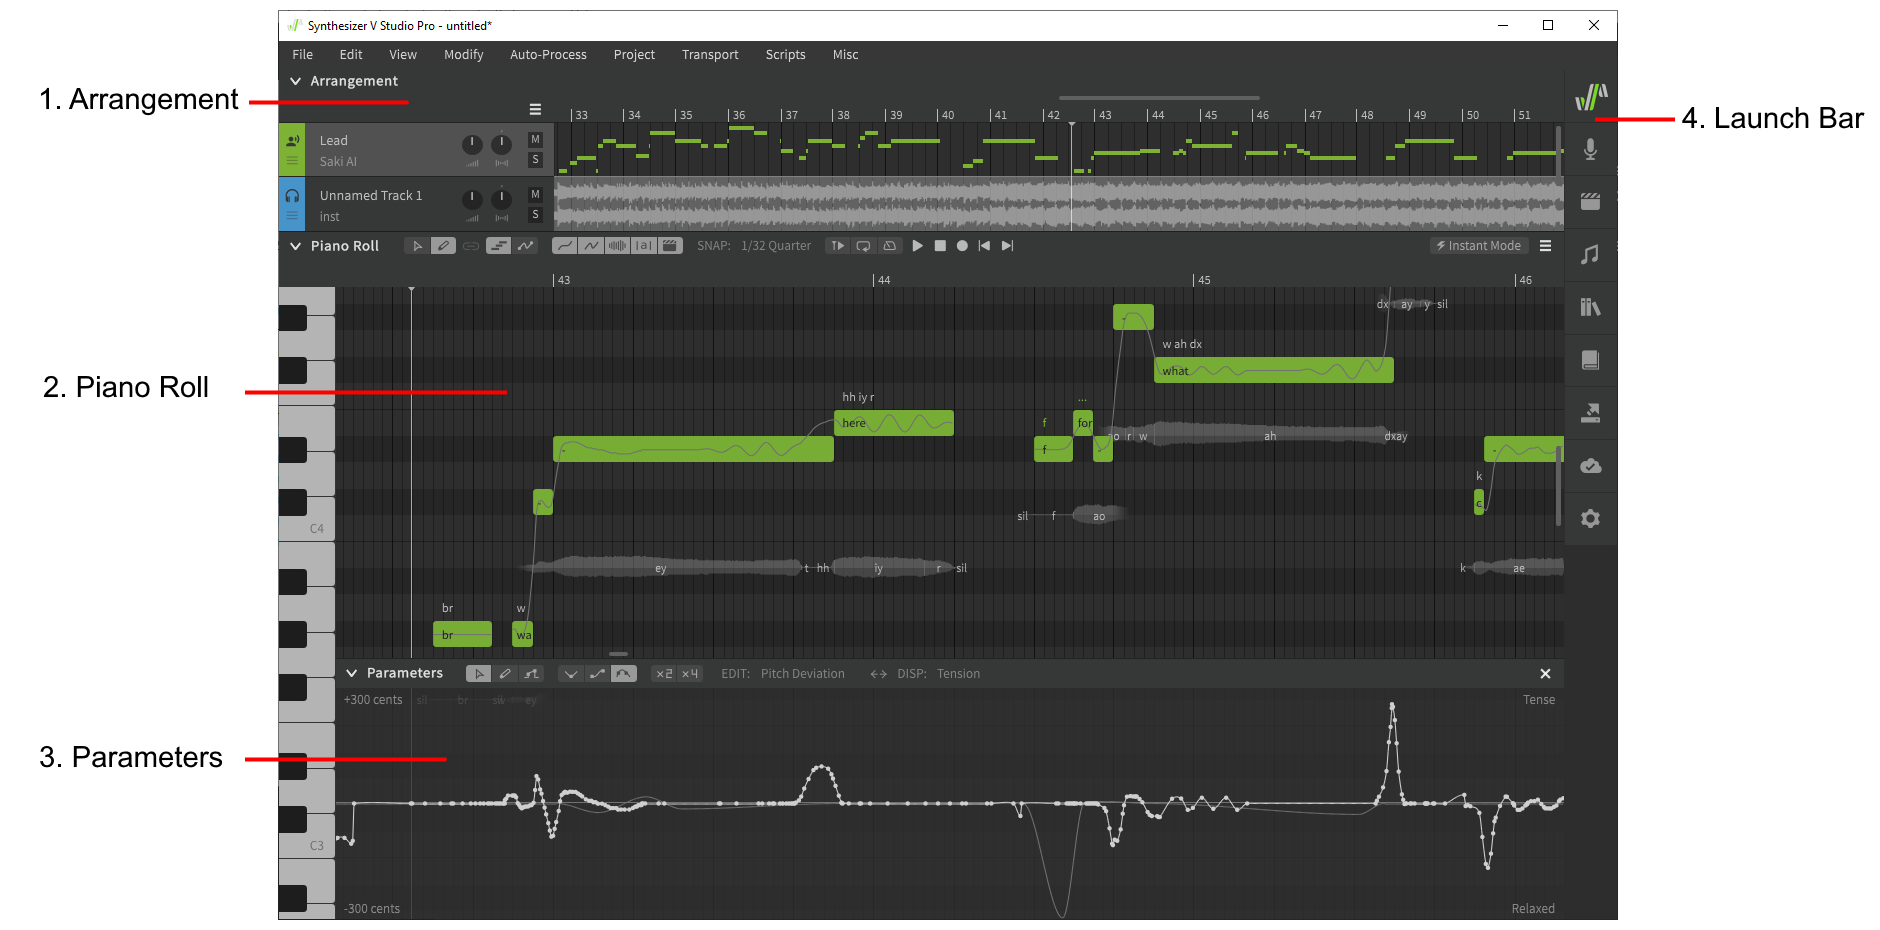 Synthesizer V Studio Pro - untitled*
File Edit View Modify Auto-Process Project Transport Scripts Misc
Arrangement
1. Arrangement
4. Launch Bar
33 34 35 36 37 38 39 40 41 42 43 44 45 46 47 48 49 50 51
Lead M
Saki AI S
Unnamed Track 1 M
inst S
Piano Roll |a| SNAP: 1/32 Quarter Instant Mode
43 44 45 46
dx ay y sil
w ah dx
what
2. Piano Roll
hh iy r ...
here f for
ao r w ah dxay
- - f - -
k
- c
C4 sil f ao
ey t hh iy r sil k ae
br w
br wa
Parameters x2 x4 EDIT: Pitch Deviation DISP: Tension
+300 cents sil br sw ey Tense
3. Parameters
C3
-300 cents Relaxed